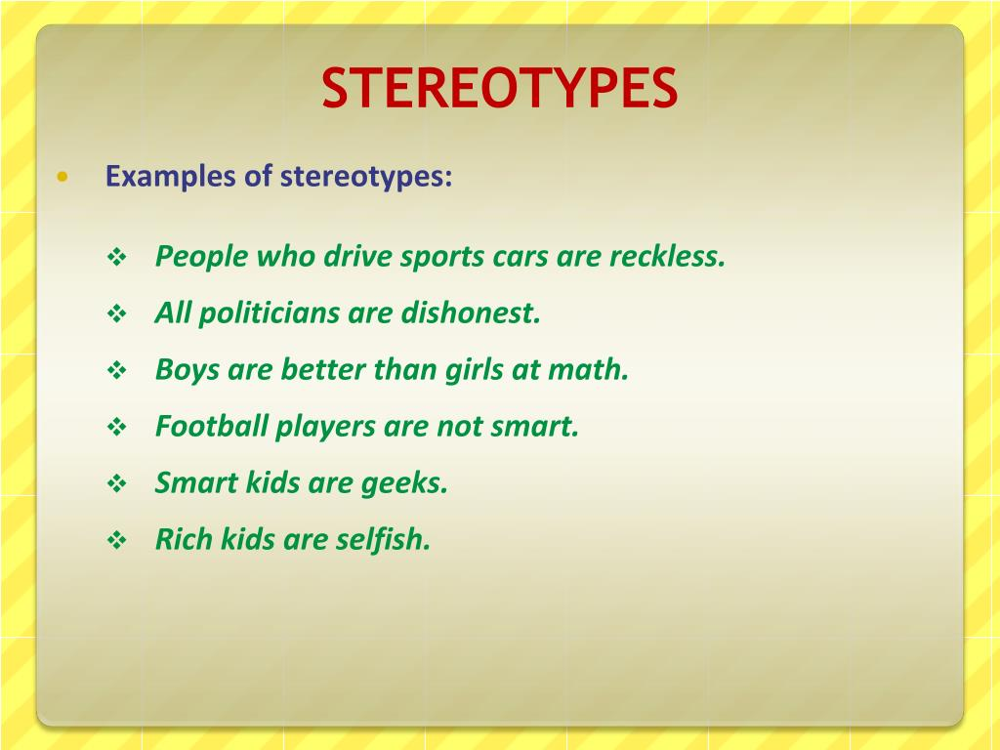 STEREOTYPES
• Examples of stereotypes:
❖ People who drive sports cars are reckless.
❖ All politicians are dishonest.
❖ Boys are better than girls at math.
❖ Football players are not smart.
❖ Smart kids are geeks.
❖ Rich kids are selfish.